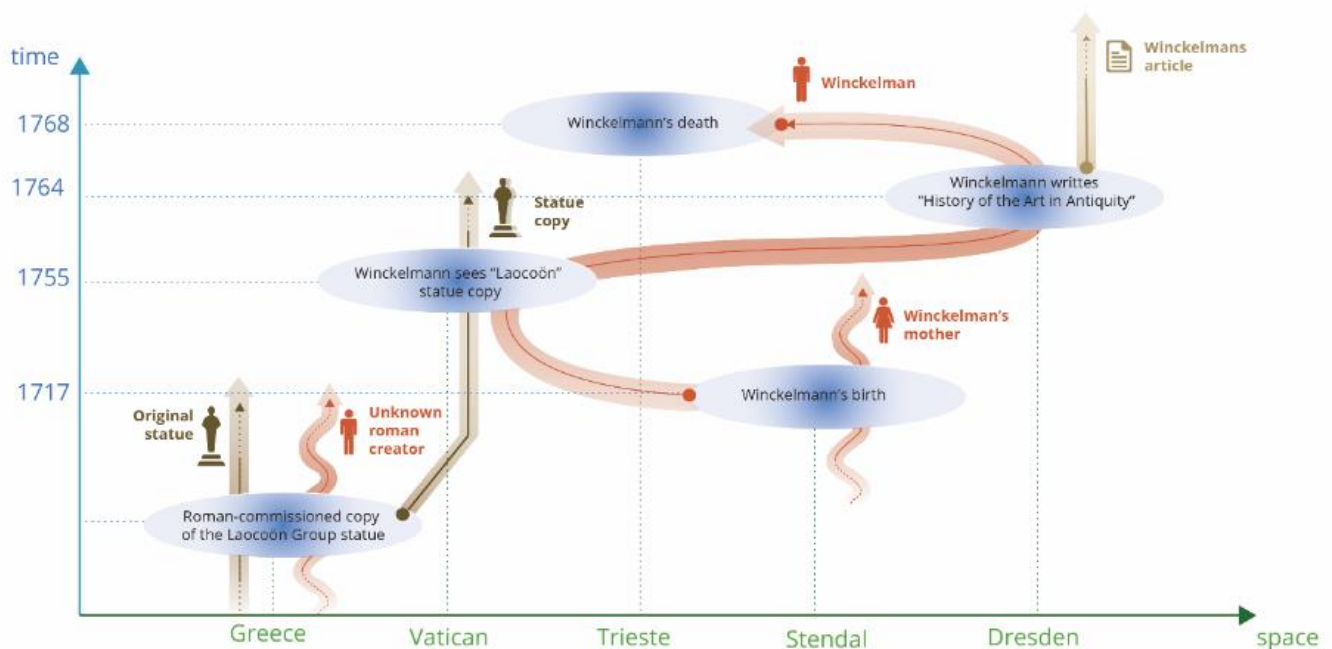 time
Winckelmans
article
Winckelman
1768
Winckelmann's death
1764
Winckelmann writtes
"History of the Art in Antiquity"
Statue
copy
1755
Winckelmann sees "Laocoön"
statue copy
Winckelman's
mother
1717
Winckelmann's birth
Original
statue
Unknown
roman
creator
Roman-commissioned copy
of the Laocoön Group statue
Greece
Vatican
Trieste
Stendal
Dresden
space